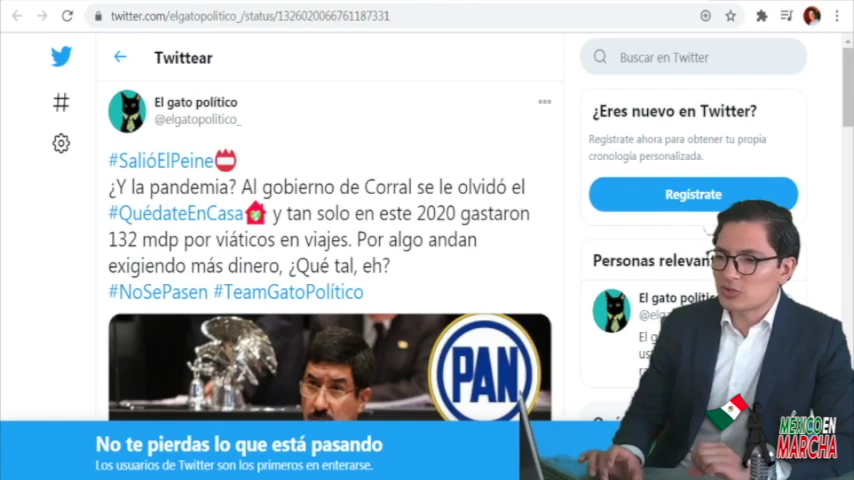 twitter.com/elgatopolitico_/status/1326020066761187331
Twittear
El gato político
@elgatopolitico_
#SalióElPeine
¿Y la pandemia? Al gobierno de Corral se le olvidó el
#QuédateEnCasa y tan solo en este 2020 gastaron
132 mdp por viáticos en viajes. Por algo andan
exigiendo más dinero, ¿Qué tal, eh?
#NoSePasen #TeamGatoPolítico
PAN
Buscar en Twitter
¿Eres nuevo en Twitter?
Regístrate ahora para obtener tu propia
cronología personalizada.
Regístrate
Personas
El gato
No te pierdas lo que está pasando
Los usuarios de Twitter son los primeros en enterarse.
MÉXICO EN
MARCHA